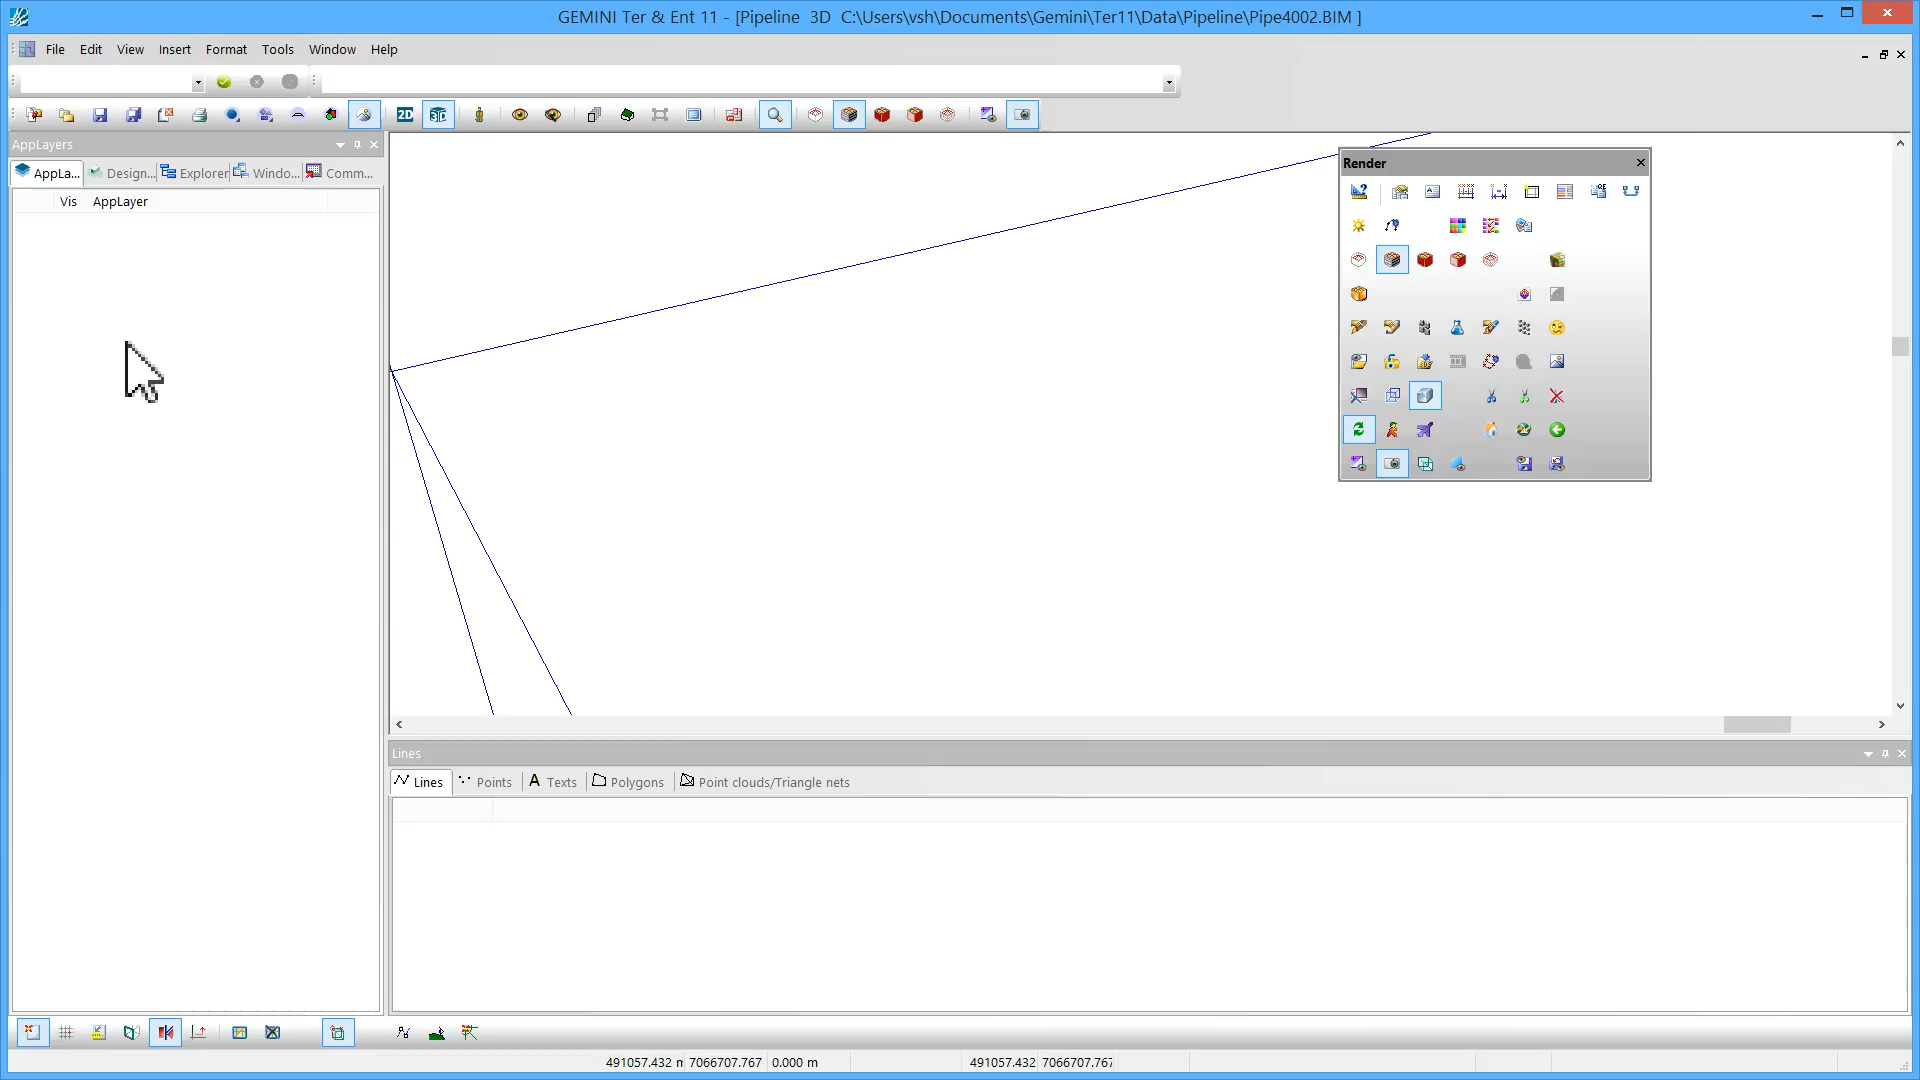 GEMINI Ter & Ent 11 - [Pipeline  3D  C:\Users\vsh\Documents\Gemini\Ter11\Data\Pipeline\Pipe4002.BIM ]
File Edit View Insert Format Tools Window Help
2D 3D
AppLayers
AppLa... Design... Explorer Windo... Comm...
Vis AppLayer
Render
Lines
Lines Points Texts Polygons Point clouds/Triangle nets
491057.432 m 7066707.767 0.000 m 491057.432 7066707.767